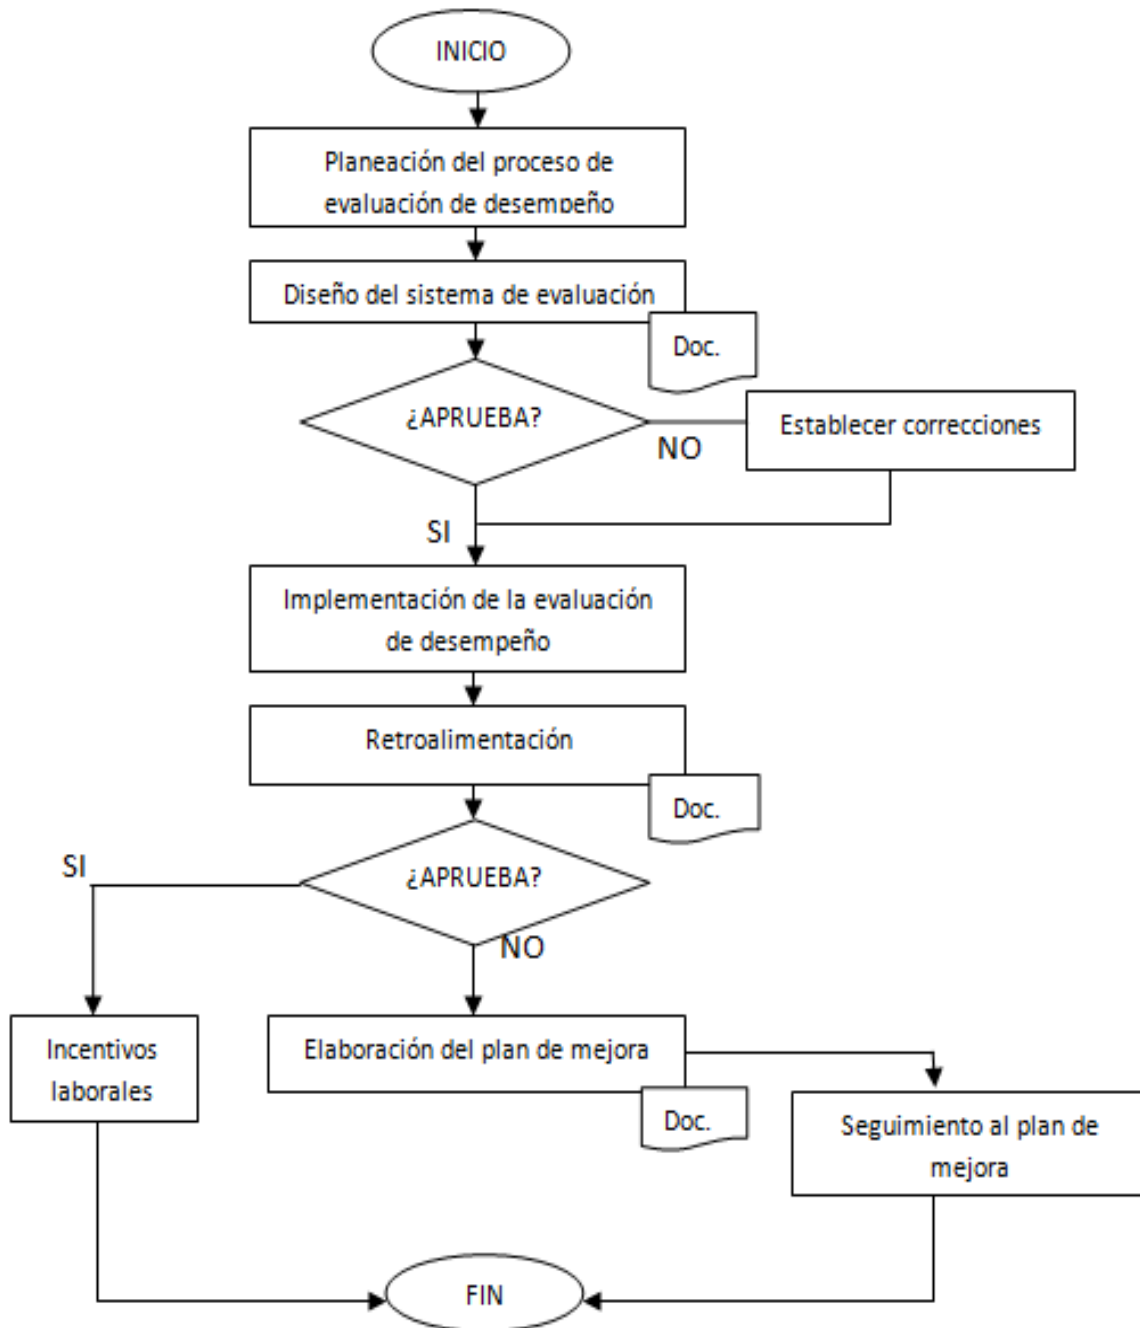 INICIO
Planeación del proceso de
evaluación de desempeño
Diseño del sistema de evaluación
Doc.
¿APRUEBA?
NO
Establecer correcciones
SI
Implementación de la evaluación
de desempeño
Retroalimentación
Doc.
¿APRUEBA?
SI
NO
Incentivos
laborales
Elaboración del plan de mejora
Doc.
Seguimiento al plan de
mejora
FIN